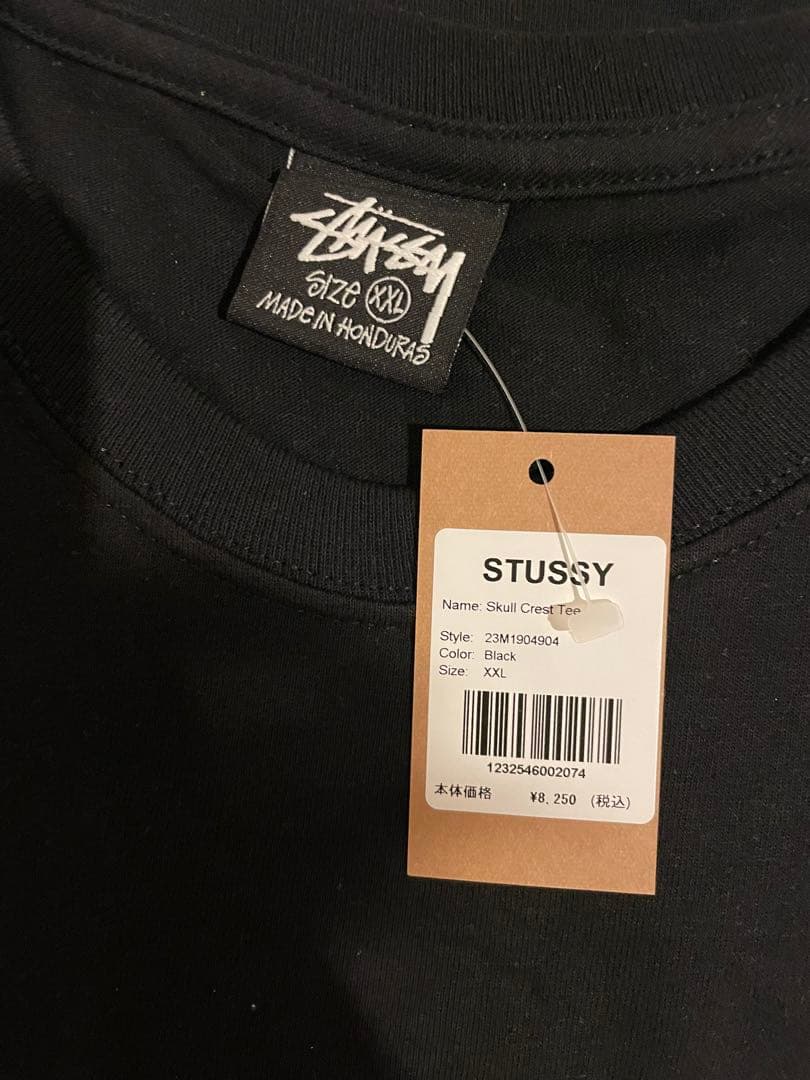 STÜSSY
SIZE XXL
MADE IN HONDURAS
STUSSY
Name: Skull Crest Tee
Style: 23M1904904
Color: Black
Size: XXL
1232546002074
本体価格 ¥8,250 (税込)